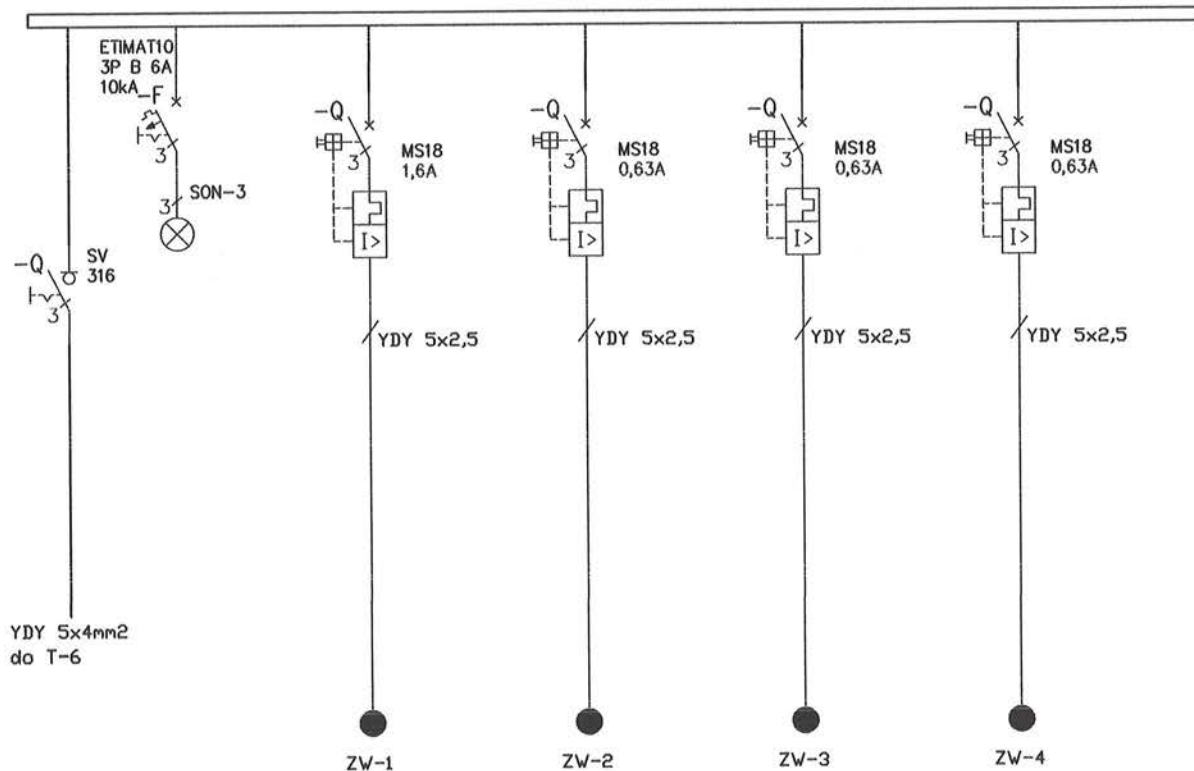 ETIMAT10
3P B 6A
10kA
-F
3
3
SON-3
-Q
SV
316
3
YDY 5x4mm2
do T-6
-Q
3
MS18
1,6A
I>
YDY 5x2,5
ZW-1
-Q
3
MS18
0,63A
I>
YDY 5x2,5
ZW-2
-Q
3
MS18
0,63A
I>
YDY 5x2,5
ZW-3
-Q
3
MS18
0,63A
I>
YDY 5x2,5
ZW-4